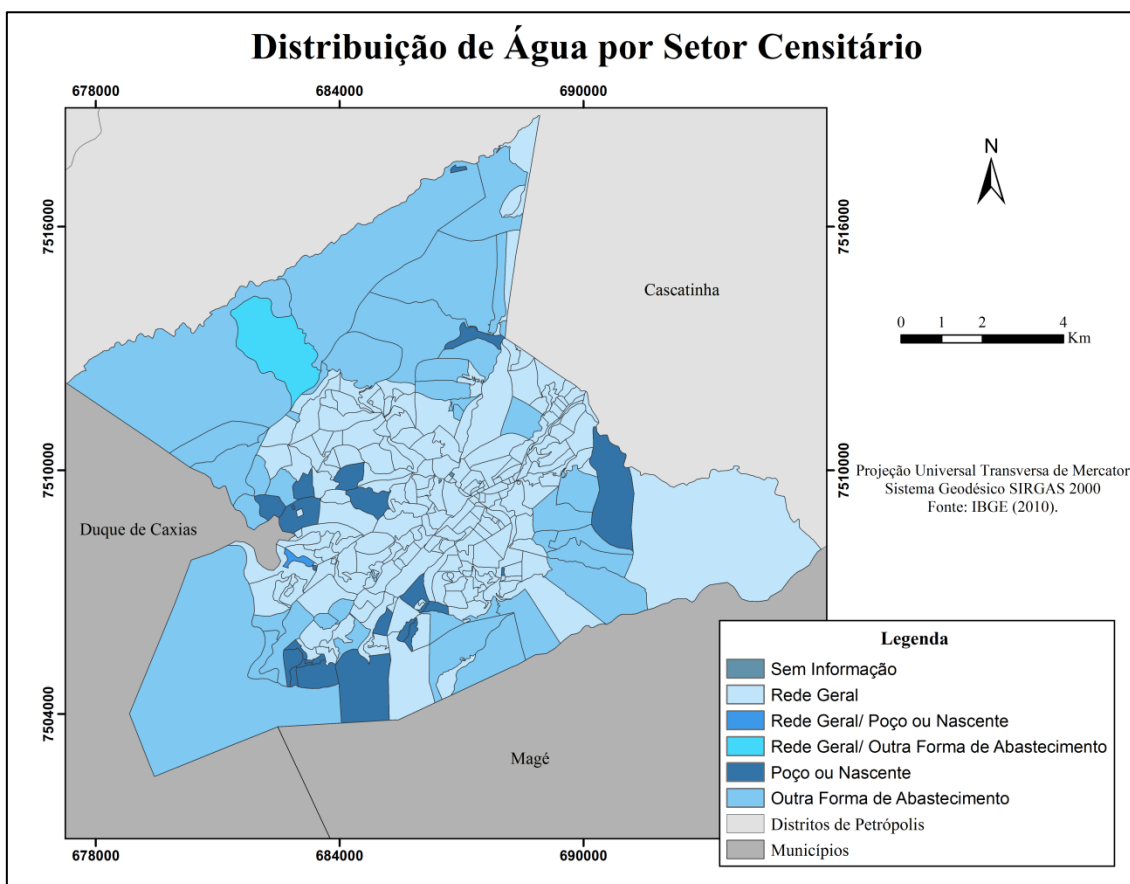 Distribuição de Água por Setor Censitário
678000
684000
690000
7516000
7516000
N
Cascatinha
0 1 2 4
Km
7510000
7510000
Projeção Universal Transversa de Mercator
Sistema Geodésico SIRGAS 2000
Fonte: IBGE (2010).
Duque de Caxias
Legenda
Sem Informação
Rede Geral
Rede Geral/ Poço ou Nascente
Rede Geral/ Outra Forma de Abastecimento
Poço ou Nascente
Outra Forma de Abastecimento
Distritos de Petrópolis
Municípios
7504000
7504000
Magé
678000
684000
690000